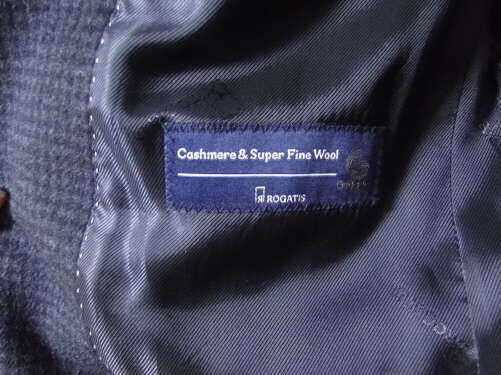 Cashmere & Super Fine Wool
ROGATIS